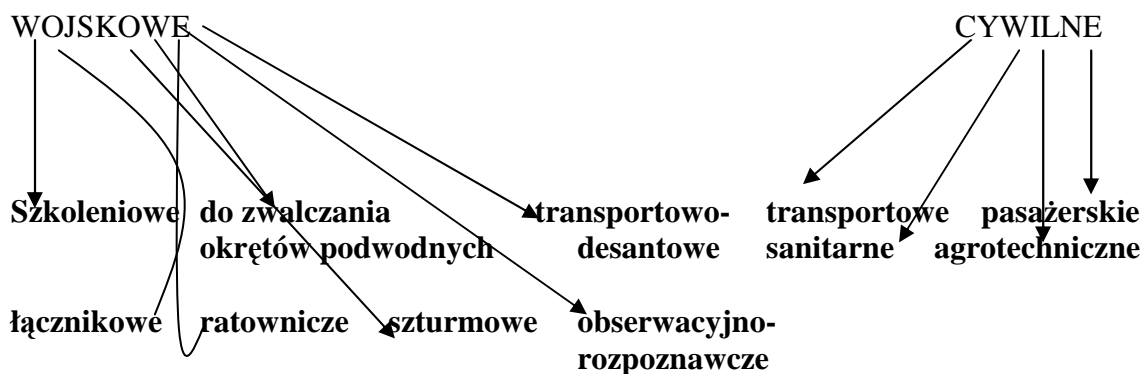 WOJSKOWE CYWILNE
Szkoleniowe do zwalczania transportowo- transportowe pasażerskie
okrętów podwodnych desantowe sanitarne agrotechniczne
łącznikowe ratownicze szturmowe obserwacyjno-
rozpoznawcze